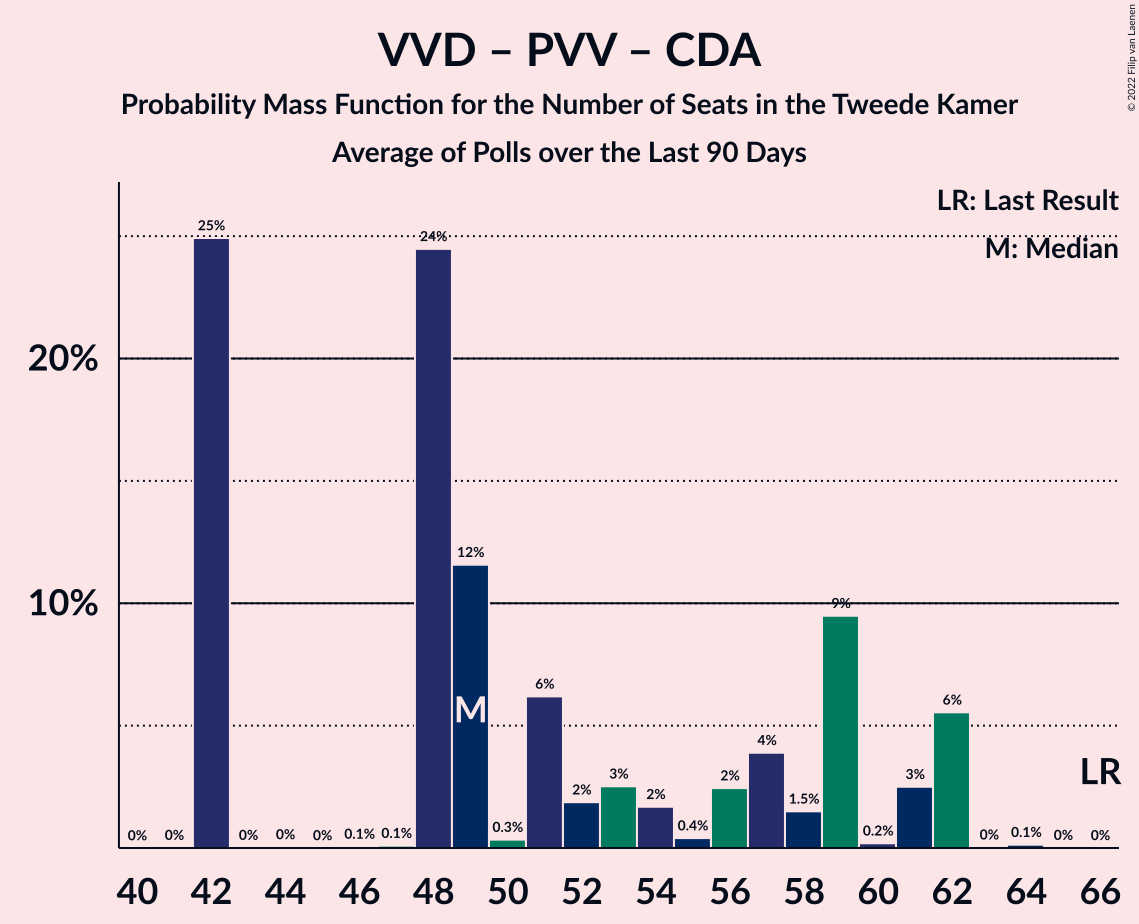 VVD – PVV – CDA
Probability Mass Function for the Number of Seats in the Tweede Kamer
Average of Polls over the Last 90 Days
© 2022 Filip van Laenen
LR: Last Result
M: Median
25%
24%
20%
12%
10%
9%
M
6%
6%
LR
4%
3%
2%
2%
2%
3%
1.5%
0% 0% 0% 0% 0% 0.1% 0.1% 0.3% 0.4% 0.2% 0% 0.1% 0% 0%
40 42 44 46 48 50 52 54 56 58 60 62 64 66